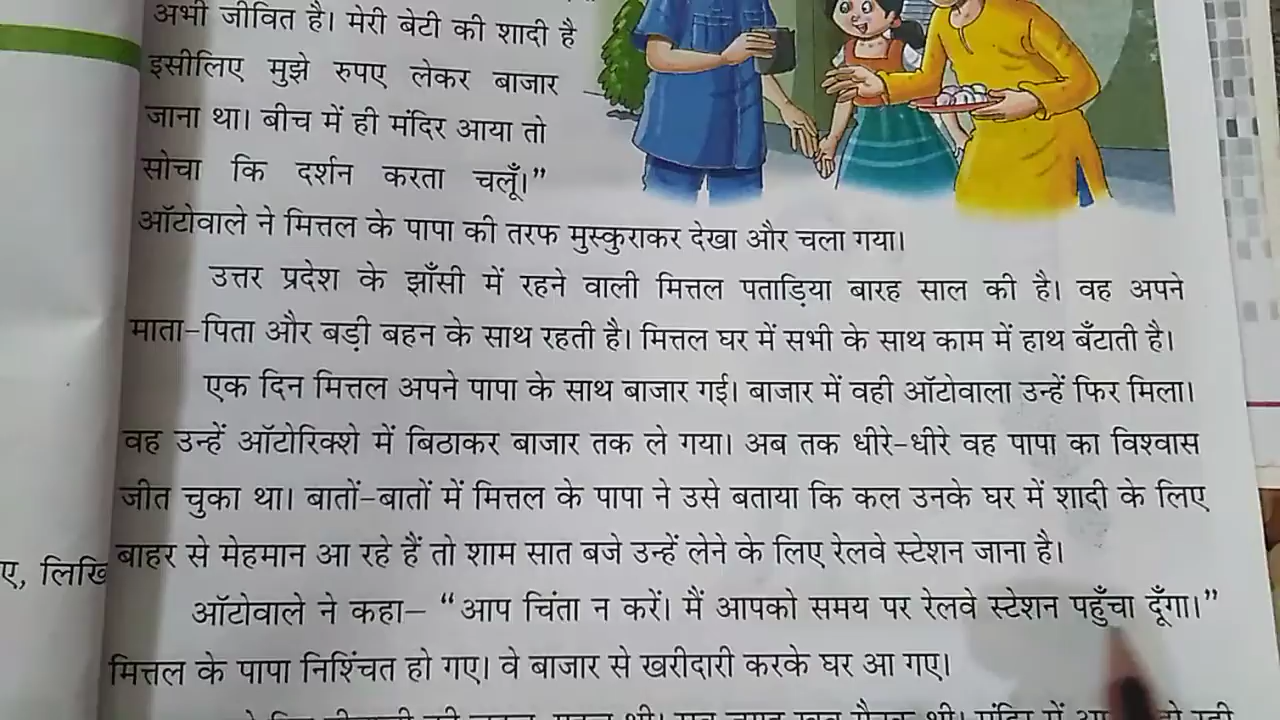 अभी जीवित है। मेरी बेटी की शादी है
इसीलिए मुझे रुपए लेकर बाजार
जाना था। बीच में ही मंदिर आया तो
सोचा कि दर्शन करता चलूँ।”
ऑटोवाले ने मित्तल के पापा की तरफ मुस्कुराकर देखा और चला गया।
उत्तर प्रदेश के झाँसी में रहने वाली मित्तल पताड़िया बारह साल की है। वह अपने
माता-पिता और बड़ी बहन के साथ रहती है। मित्तल घर में सभी के साथ काम में हाथ बँटाती है।
एक दिन मित्तल अपने पापा के साथ बाजार गई। बाजार में वही ऑटोवाला उन्हें फिर मिला।
वह उन्हें ऑटोरिक्शे में बिठाकर बाजार तक ले गया। अब तक धीरे-धीरे वह पापा का विश्वास
जीत चुका था। बातों-बातों में मित्तल के पापा ने उसे बताया कि कल उनके घर में शादी के लिए
बाहर से मेहमान आ रहे हैं तो शाम सात बजे उन्हें लेने के लिए रेलवे स्टेशन जाना है।
ए, लिखि
ऑटोवाले ने कहा– “आप चिंता न करें। मैं आपको समय पर रेलवे स्टेशन पहुँचा दूँगा।”
मित्तल के पापा निश्चिंत हो गए। वे बाजार से खरीदारी करके घर आ गए।